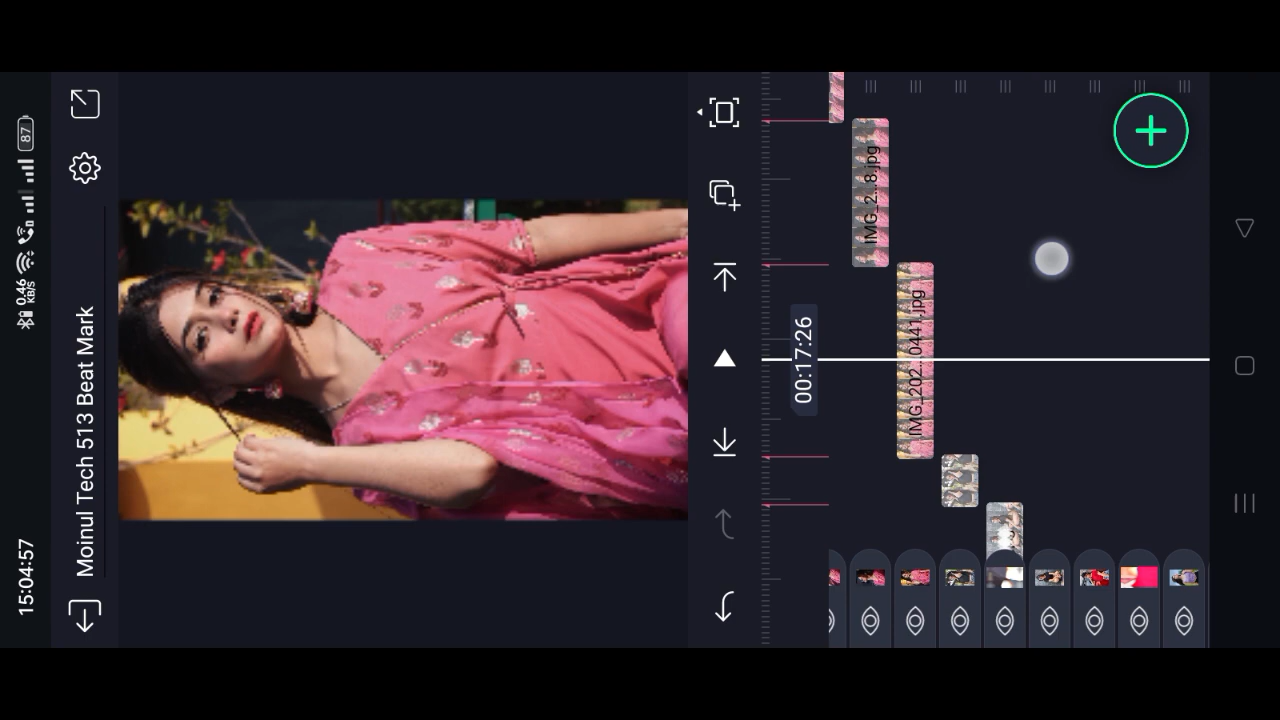 15:04:57
0.46 KB/S
87
Moinul Tech 513 Beat Mark
00:17:26
IMG_2...8.jpg
IMG_202...0441.jpg